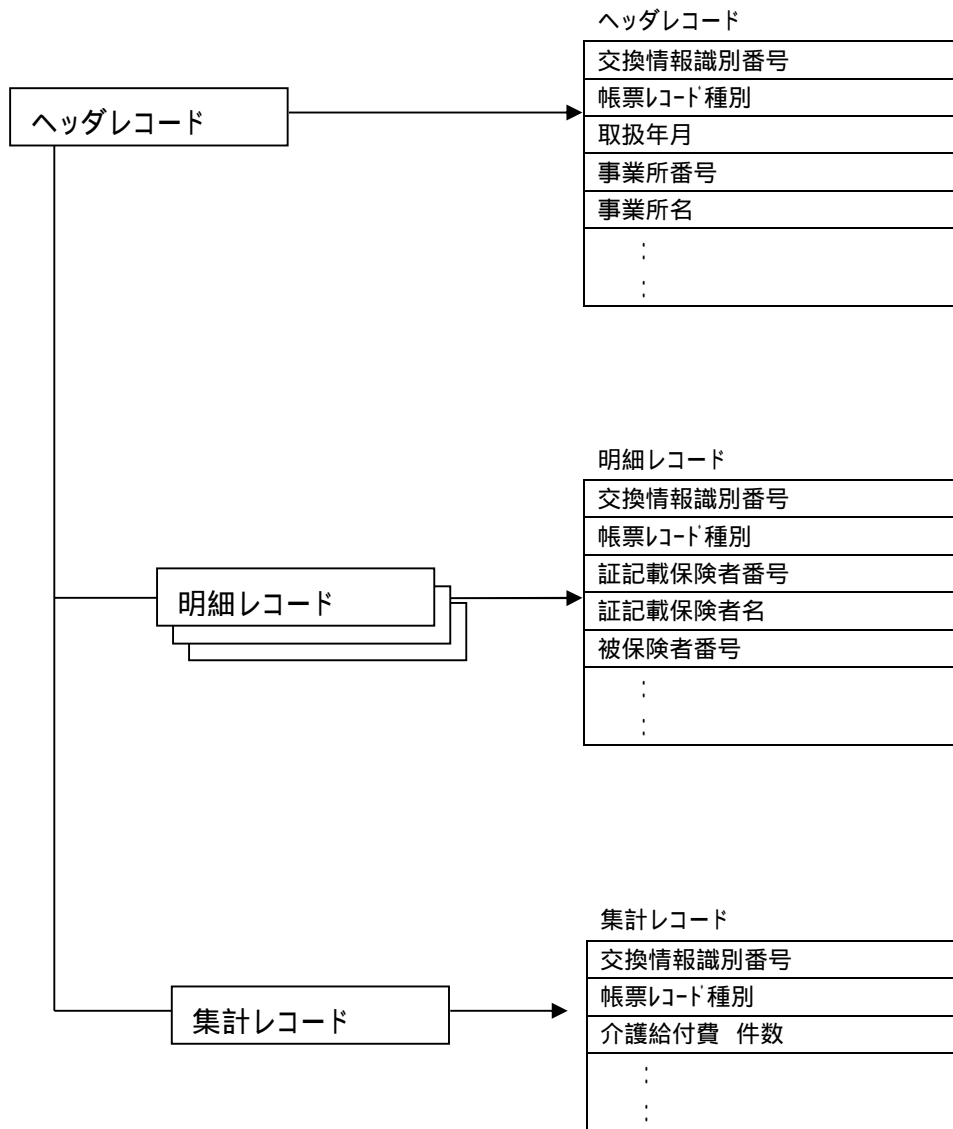 ヘッダレコード
ヘッダレコード
交換情報識別番号
帳票ﾚｺｰﾄﾞ種別
取扱年月
事業所番号
事業所名
:
:
明細レコード
明細レコード
交換情報識別番号
帳票ﾚｺｰﾄﾞ種別
証記載保険者番号
証記載保険者名
被保険者番号
:
:
集計レコード
集計レコード
交換情報識別番号
帳票ﾚｺｰﾄﾞ種別
介護給付費 件数
:
: